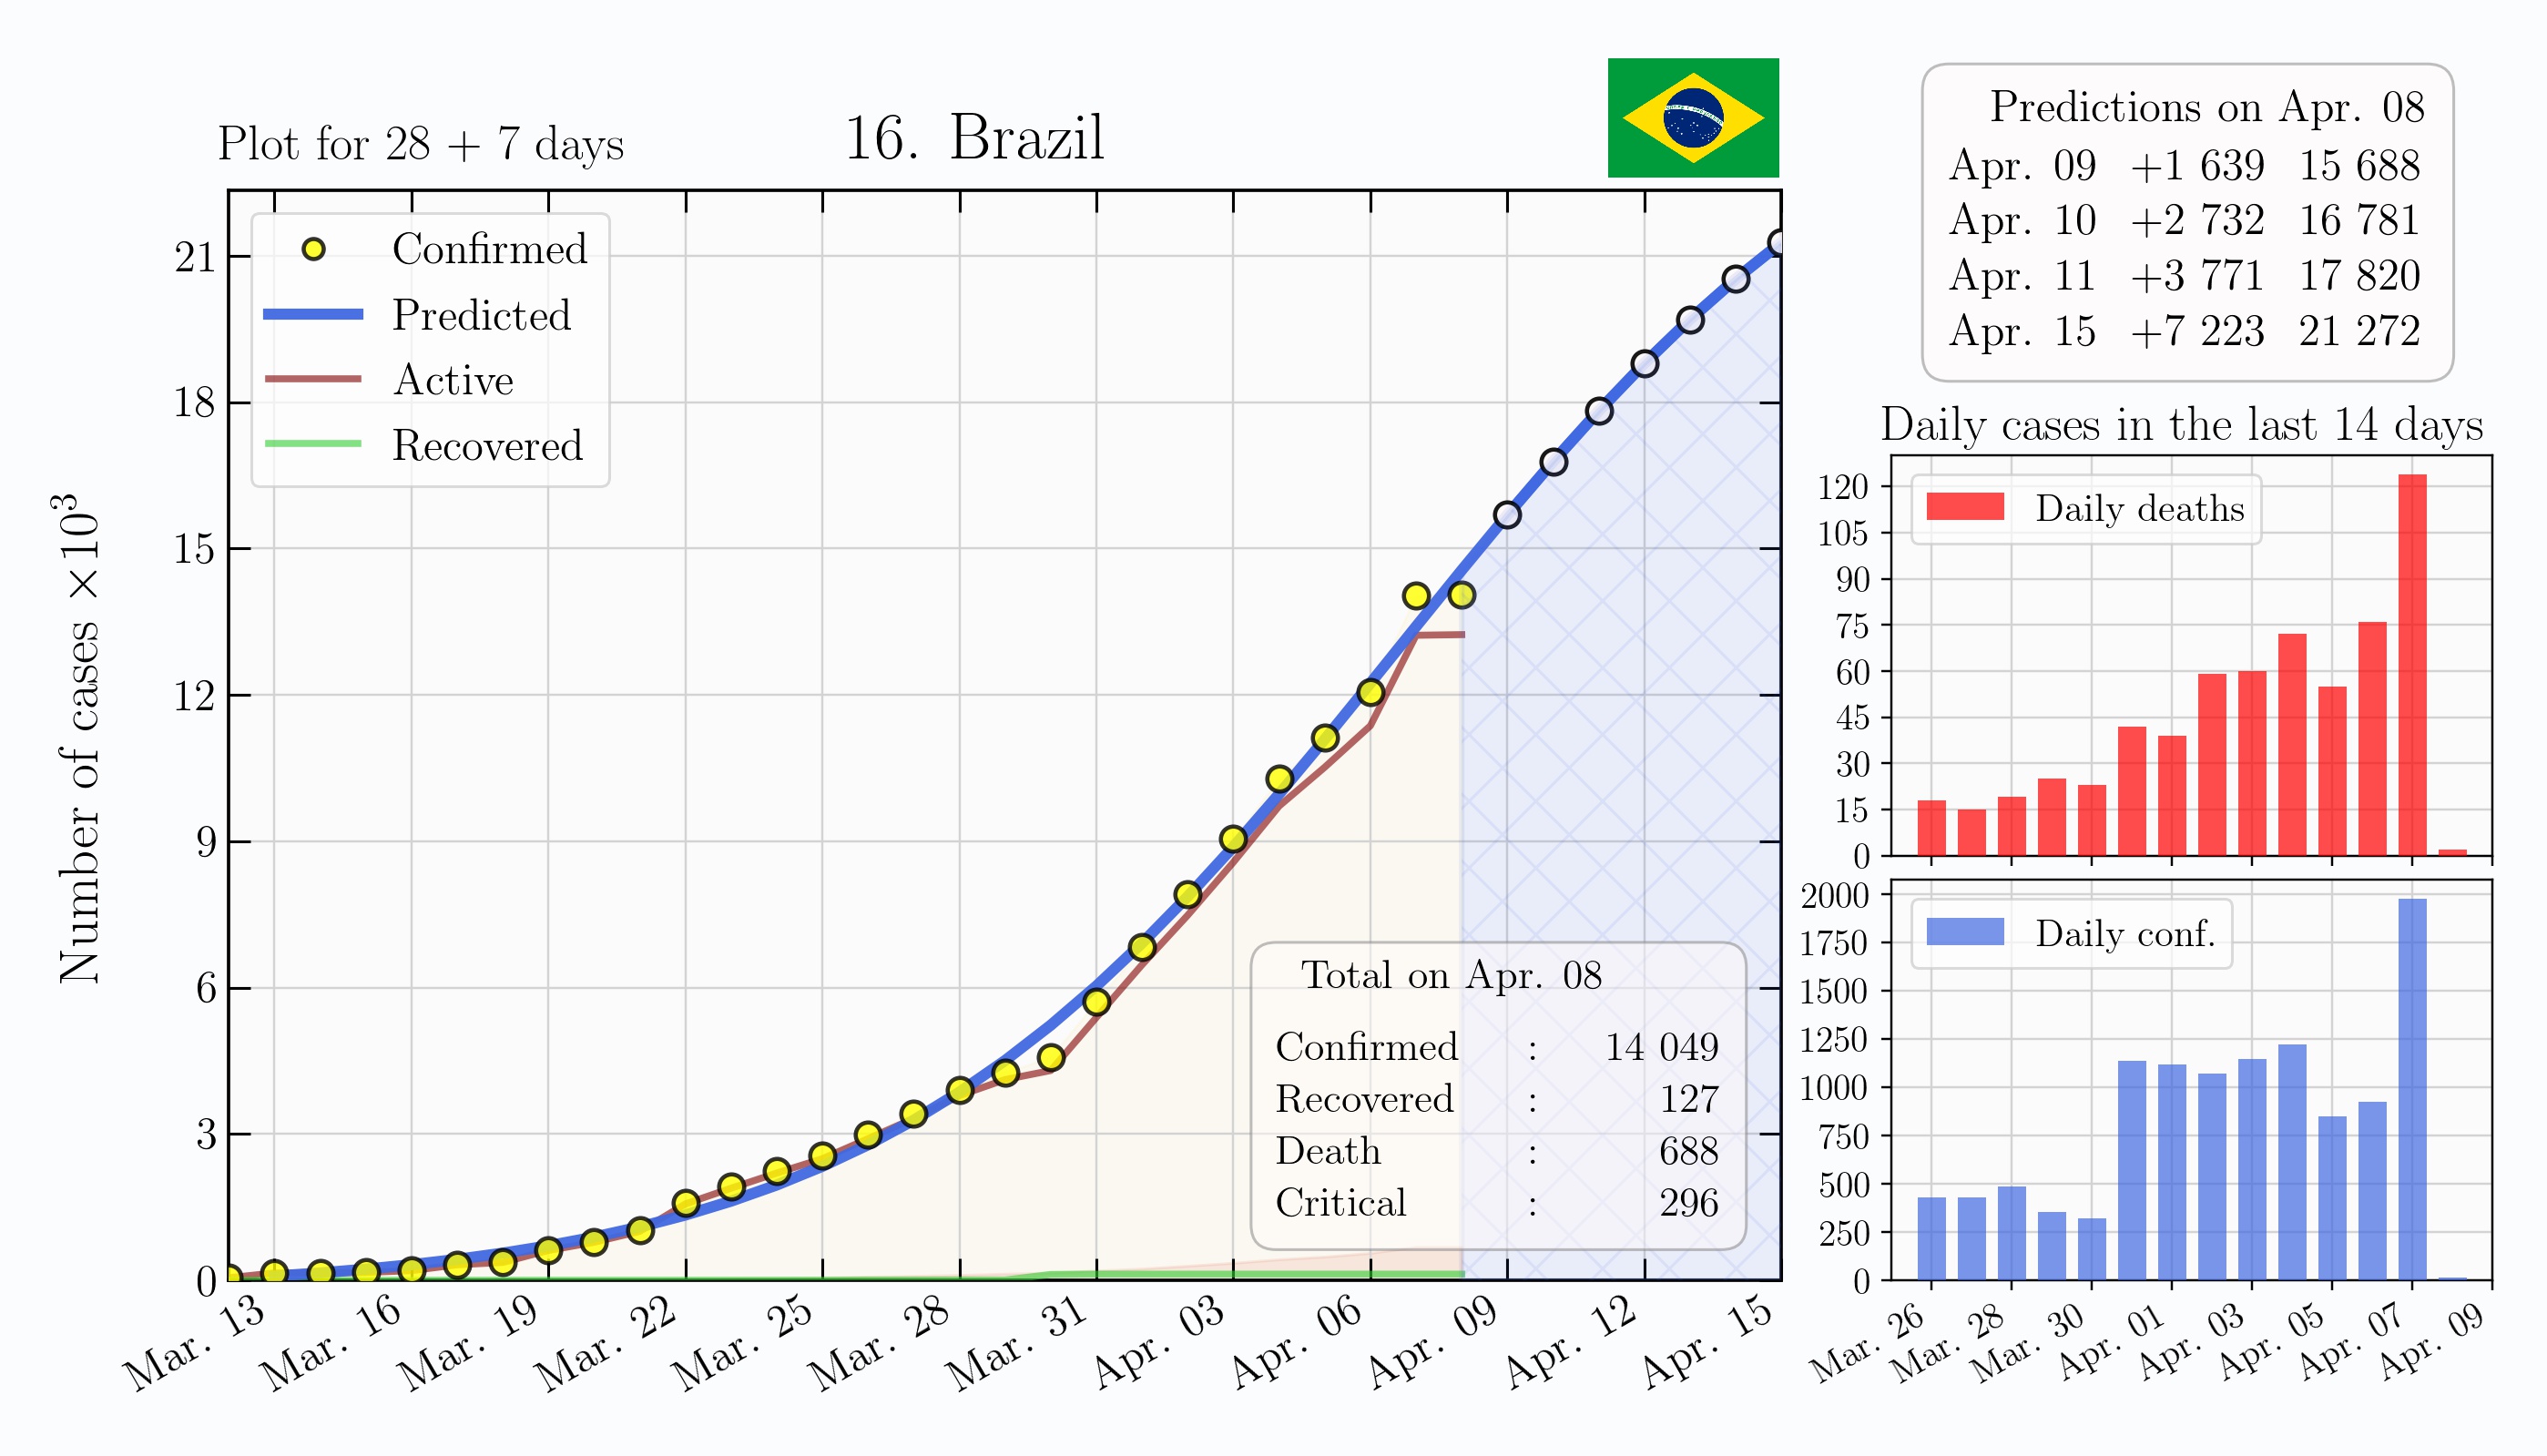 Plot for 28 + 7 days
16. Brazil
Number of cases ×10³
21
18
15
12
9
6
3
0
Confirmed
Predicted
Active
Recovered
Total on Apr. 08
Confirmed : 14 049
Recovered : 127
Death : 688
Critical : 296
Mar. 13
Mar. 16
Mar. 19
Mar. 22
Mar. 25
Mar. 28
Mar. 31
Apr. 03
Apr. 06
Apr. 09
Apr. 12
Apr. 15
Predictions on Apr. 08
Apr. 09 +1 639 15 688
Apr. 10 +2 732 16 781
Apr. 11 +3 771 17 820
Apr. 15 +7 223 21 272
Daily cases in the last 14 days
120
105
90
75
60
45
30
15
0
Daily deaths
2000
1750
1500
1250
1000
750
500
250
0
Daily conf.
Mar. 26
Mar. 28
Mar. 30
Apr. 01
Apr. 03
Apr. 05
Apr. 07
Apr. 09